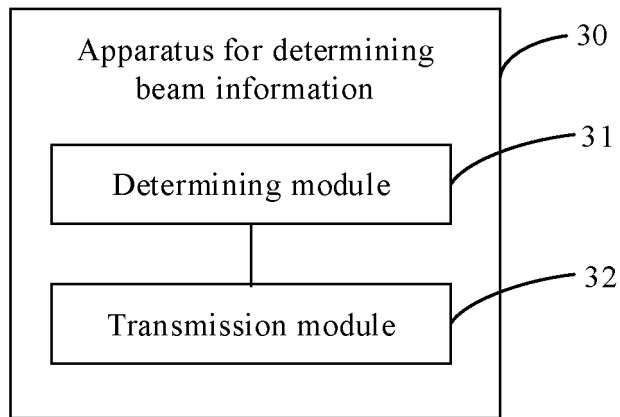 Apparatus for determining
beam information
30
31
Determining module
32
Transmission module